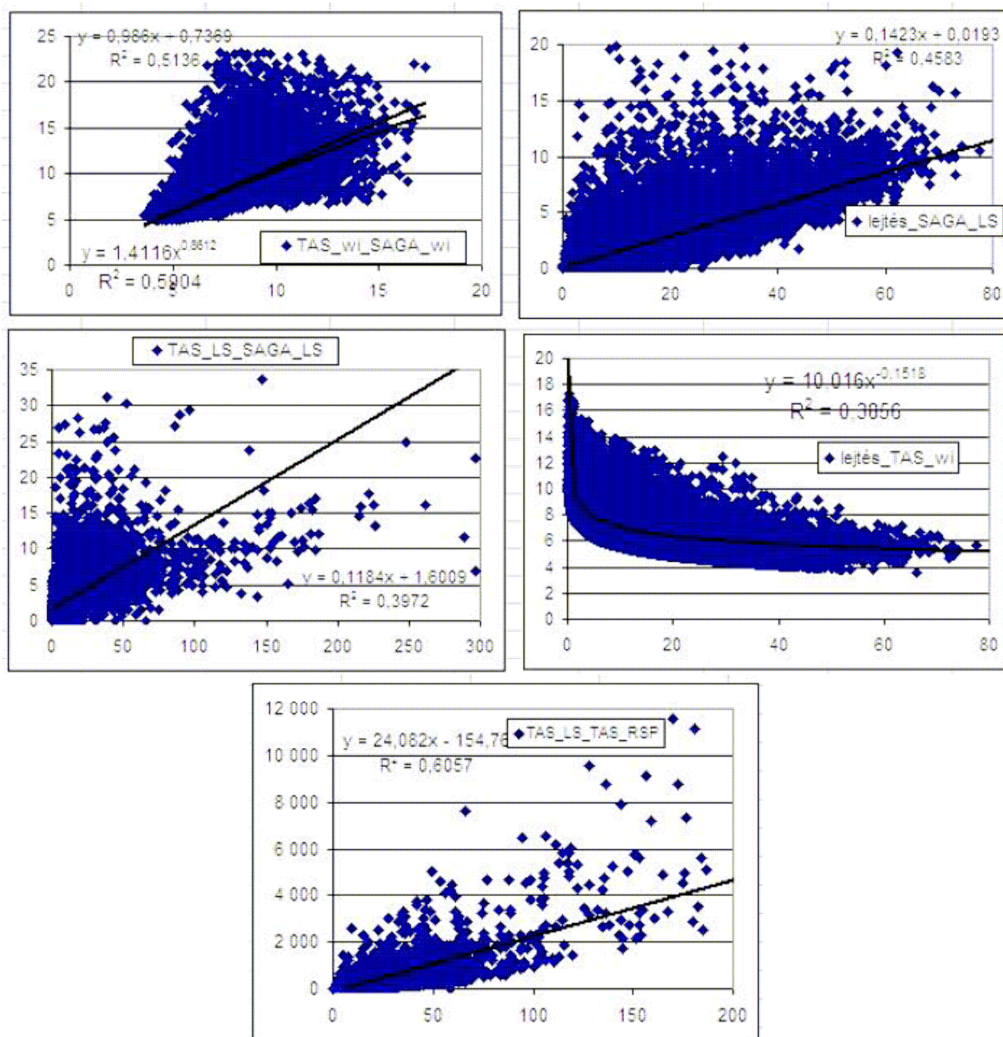 y = 0,986x + 0,7369
R² = 0,5136
25
20
15
10
5
0
y = 1,4116x^0,8612
R² = 0,5904
TAS_wi_SAGA_wi
0 5 10 15 20
y = 0,1423x + 0,0193
R² = 0,4583
20
15
10
5
0
lejtés_SAGA_LS
0 20 40 60 80
TAS_LS_SAGA_LS
35
30
25
20
15
10
5
0
y = 0,1184x + 1,6009
R² = 0,3972
0 50 100 150 200 250 300
20
18
16
14
12
10
8
6
4
2
0
y = 10,016x^-0,1518
R² = 0,3856
lejtés_TAS_wi
0 20 40 60 80
12 000
10 000
8 000
6 000
4 000
2 000
0
TAS_LS_TAS_RSP
y = 24,082x - 154,76
R² = 0,6057
0 50 100 150 200